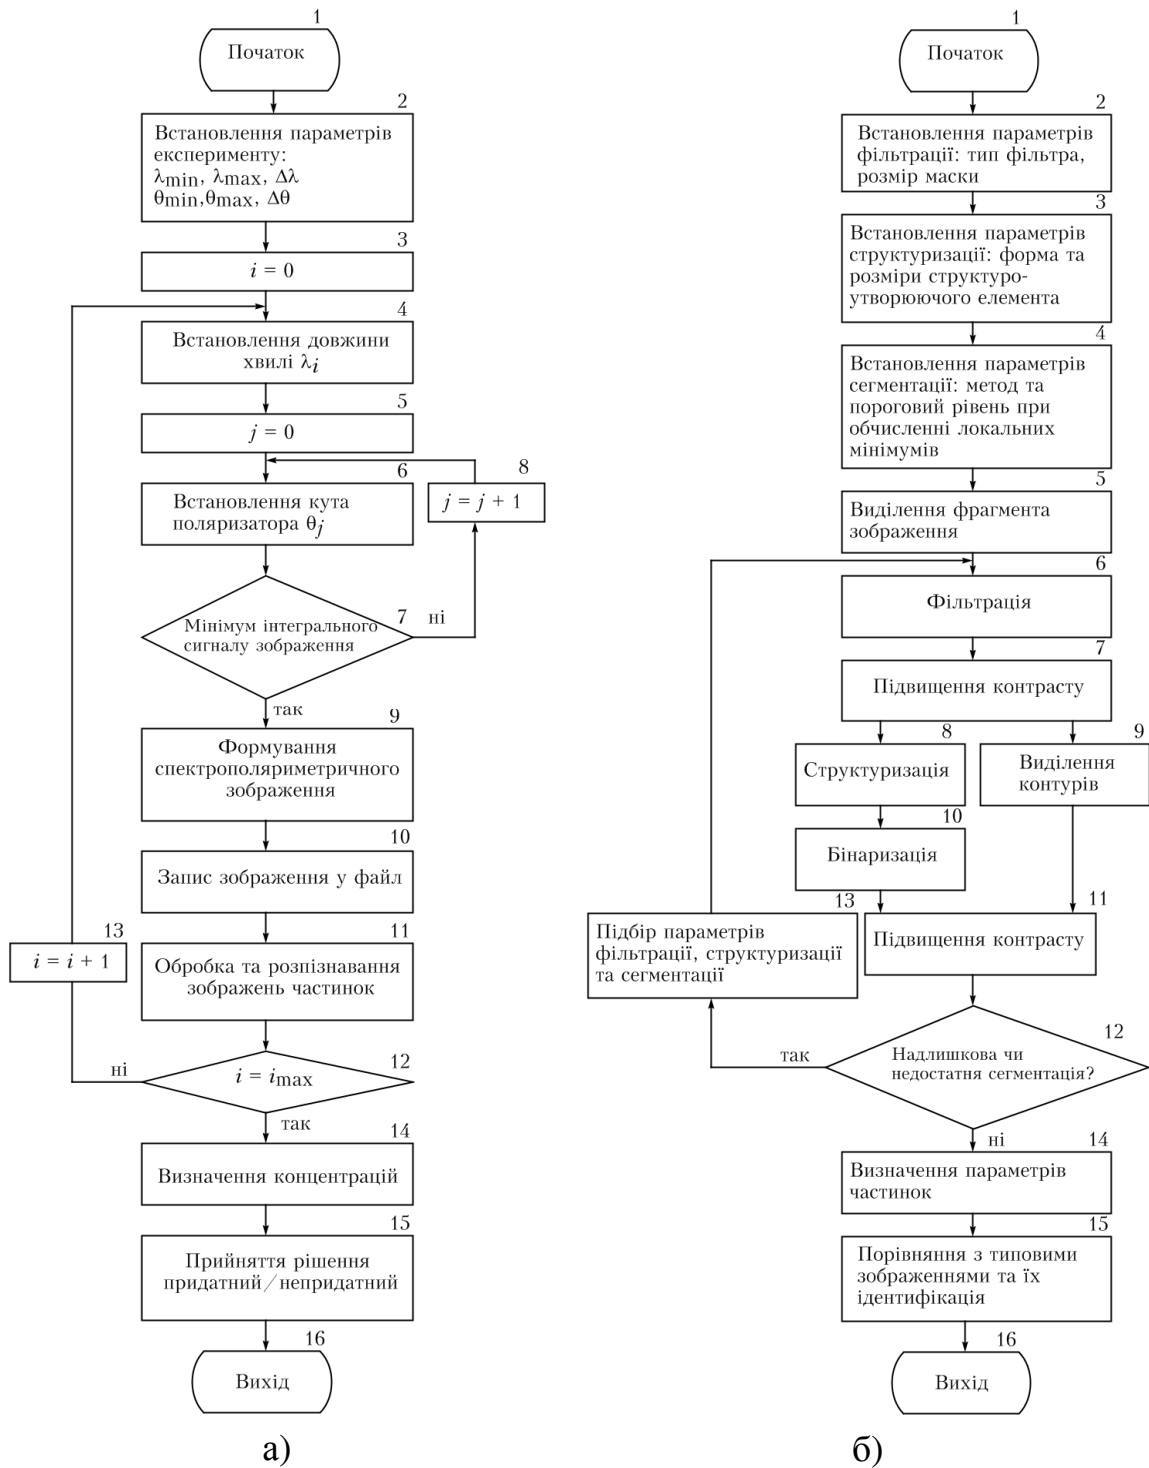 1
Початок
2
Встановлення параметрів
експерименту:
λmin, λmax, Δλ
θmin,θmax, Δθ
3
i = 0
4
Встановлення довжини
хвилі λi
5
j = 0
6
Встановлення кута
поляризатора θj
8
j = j + 1
7
ні
Мінімум інтегрального
сигналу зображення
так
9
Формування
спектрополяриметричного
зображення
10
Запис зображення у файл
11
Обробка та розпізнавання
зображень частинок
13
i = i + 1
12
ні
i = imax
так
14
Визначення концентрацій
15
Прийняття рішення
придатний/непридатний
16
Вихід
а)
1
Початок
2
Встановлення параметрів
фільтрації: тип фільтра,
розмір маски
3
Встановлення параметрів
структуризації: форма та
розміри структуро-
утворюючого елемента
4
Встановлення параметрів
сегментації: метод та
пороговий рівень при
обчисленні локальних
мінімумів
5
Виділення фрагмента
зображення
6
Фільтрація
7
Підвищення контрасту
8
Структуризація
9
Виділення
контурів
10
Бінаризація
13
Підбір параметрів
фільтрації, структуризації
та сегментації
11
Підвищення контрасту
12
так
Надлишкова чи
недостатня сегментація?
ні
14
Визначення параметрів
частинок
15
Порівняння з типовими
зображеннями та їх
ідентифікація
16
Вихід
б)